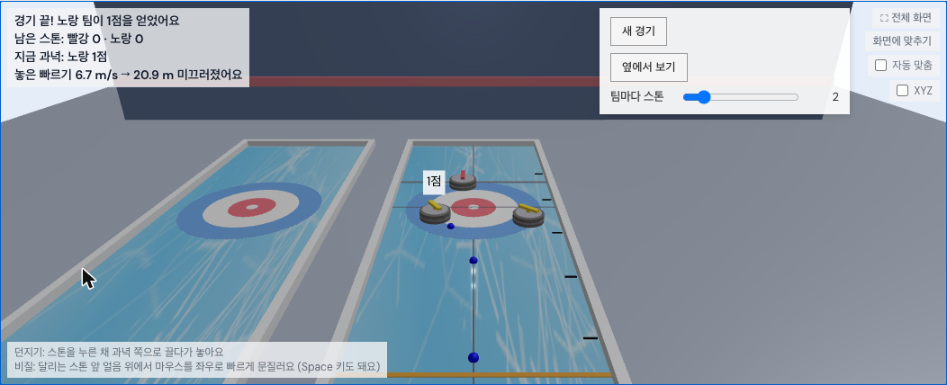 경기 끝! 노랑 팀이 1점을 얻었어요
남은 스톤: 빨강 0 · 노랑 0
지금 과녁: 노랑 1점
놓은 빠르기 6.7 m/s → 20.9 m 미끄러졌어요
새 경기
옆에서 보기
팀마다 스톤 2
전체 화면
화면에 맞추기
자동 맞춤
XYZ
1점
던지기: 스톤을 누른 채 과녁 쪽으로 끌다가 놓아요
비질: 달리는 스톤 앞 얼음 위에서 마우스를 좌우로 빠르게 문질러요 (Space 키도 돼요)